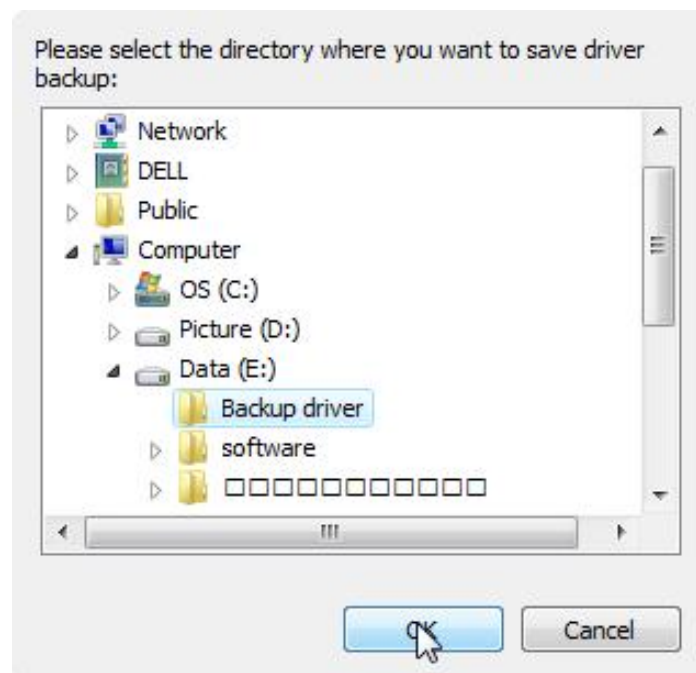 Please select the directory where you want to save driver
backup:
Network
DELL
Public
Computer
OS (C:)
Picture (D:)
Data (E:)
Backup driver
software
□□□□□□□□□□□
OK
Cancel